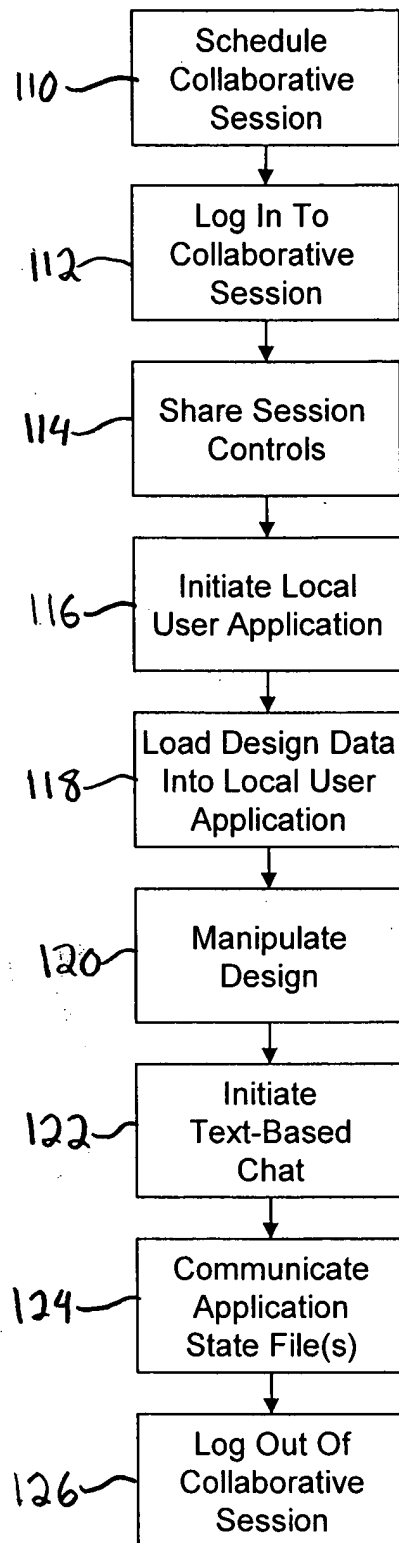 Schedule
110 Collaborative
Session
Log In To
112 Collaborative
Session
114 Share Session
Controls
116 Initiate Local
User Application
Load Design Data
118 Into Local User
Application
120 Manipulate
Design
Initiate
122 Text-Based
Chat
Communicate
124 Application
State File(s)
Log Out Of
126 Collaborative
Session